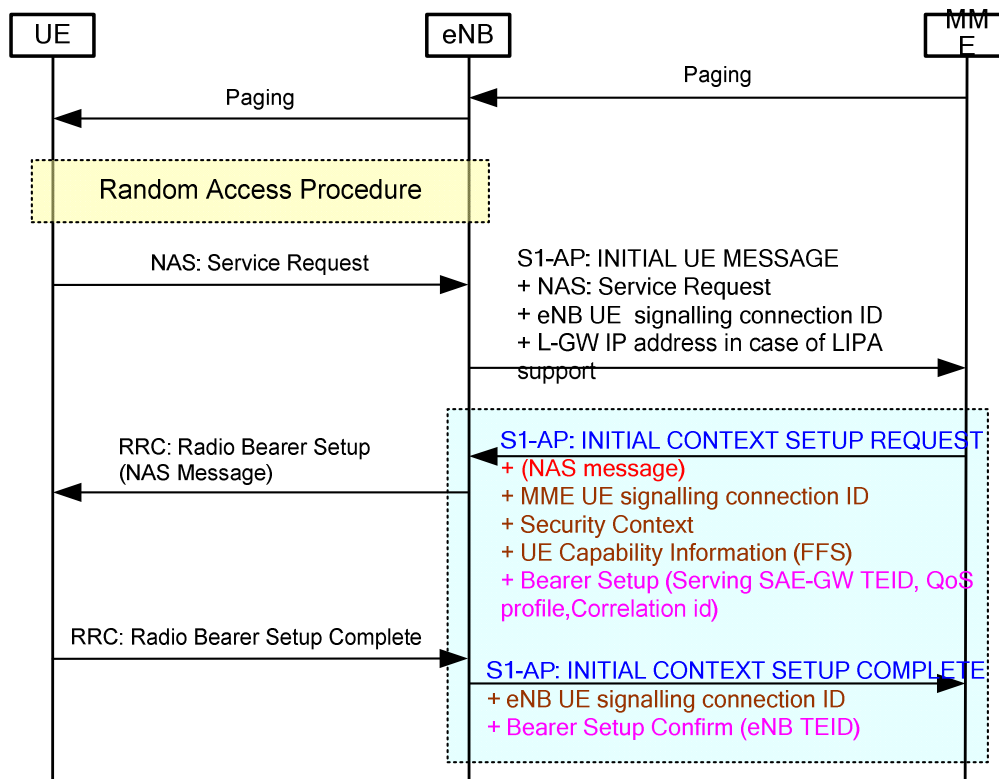 UE
eNB
MM
E
Paging
Paging
Random Access Procedure
NAS: Service Request
S1-AP: INITIAL UE MESSAGE
+ NAS: Service Request
+ eNB UE signalling connection ID
+ L-GW IP address in case of LIPA
support
RRC: Radio Bearer Setup
(NAS Message)
S1-AP: INITIAL CONTEXT SETUP REQUEST
+ (NAS message)
+ MME UE signalling connection ID
+ Security Context
+ UE Capability Information (FFS)
+ Bearer Setup (Serving SAE-GW TEID, QoS
profile,Correlation id)
RRC: Radio Bearer Setup Complete
S1-AP: INITIAL CONTEXT SETUP COMPLETE
+ eNB UE signalling connection ID
+ Bearer Setup Confirm (eNB TEID)